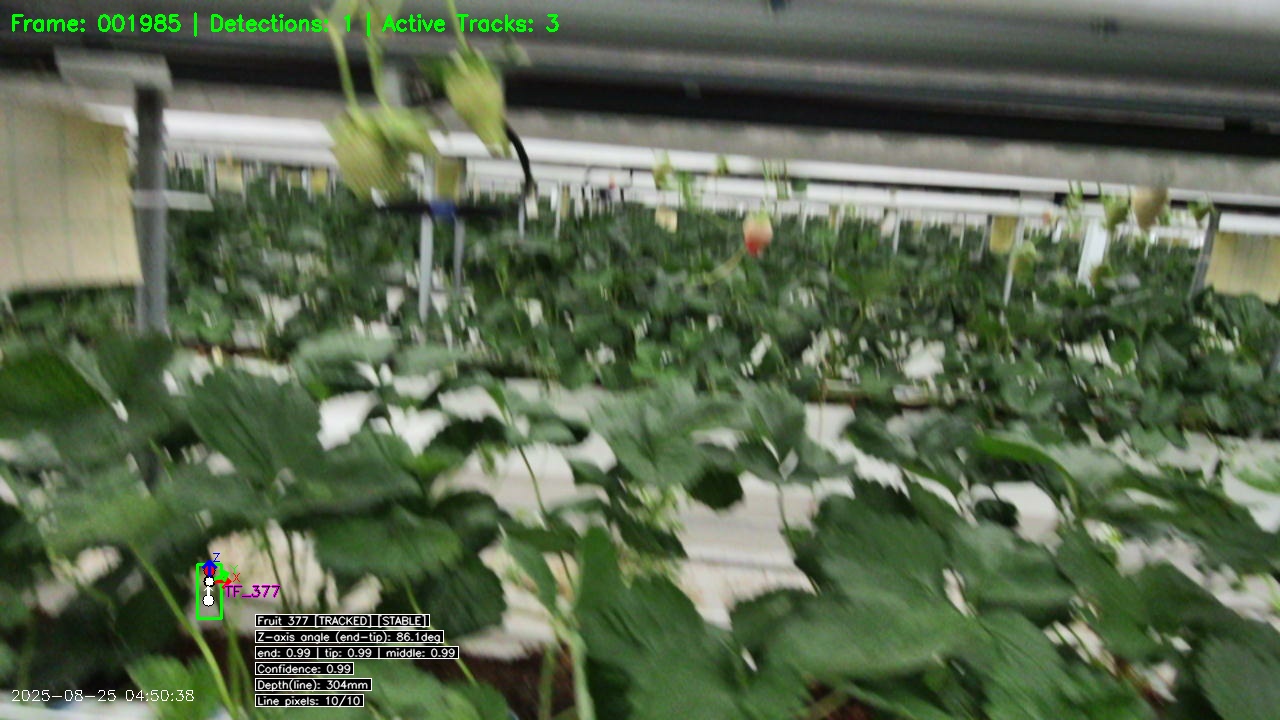 Frame: 001985 | Detections: 1 | Active Tracks: 3
Z
X
TF_377
Fruit 377 [TRACKED] [STABLE]
Z-axis angle (end-tip): 86.1deg
end: 0.99 | tip: 0.99 | middle: 0.99
Confidence: 0.99
Depth(line): 304mm
Line pixels: 10/10
2025-08-25 04:50:38